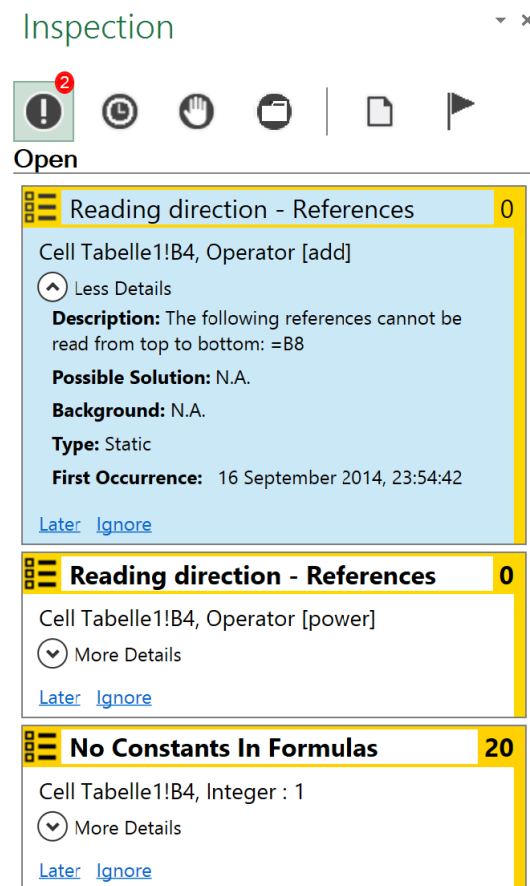 Inspection
2
Open
Reading direction - References 0
Cell Tabelle1!B4, Operator [add]
Less Details
Description: The following references cannot be
read from top to bottom: =B8
Possible Solution: N.A.
Background: N.A.
Type: Static
First Occurrence: 16 September 2014, 23:54:42
Later Ignore
Reading direction - References 0
Cell Tabelle1!B4, Operator [power]
More Details
Later Ignore
No Constants In Formulas 20
Cell Tabelle1!B4, Integer : 1
More Details
Later Ignore